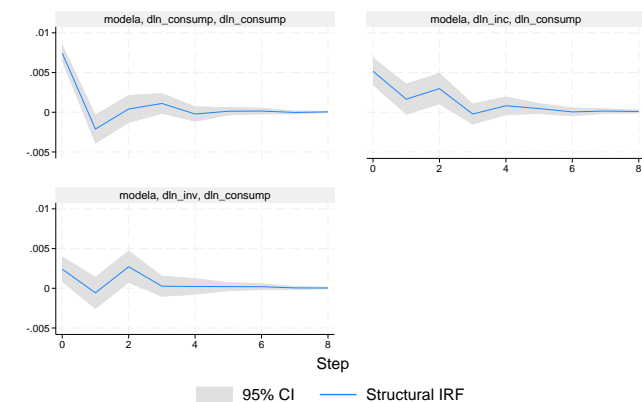 modela, dln_consump, dln_consump
modela, dln_inc, dln_consump
.01
.005
0
-.005
0 2 4 6 8
modela, dln_inv, dln_consump
.01
.005
0
-.005
0 2 4 6 8
Step
95% CI Structural IRF